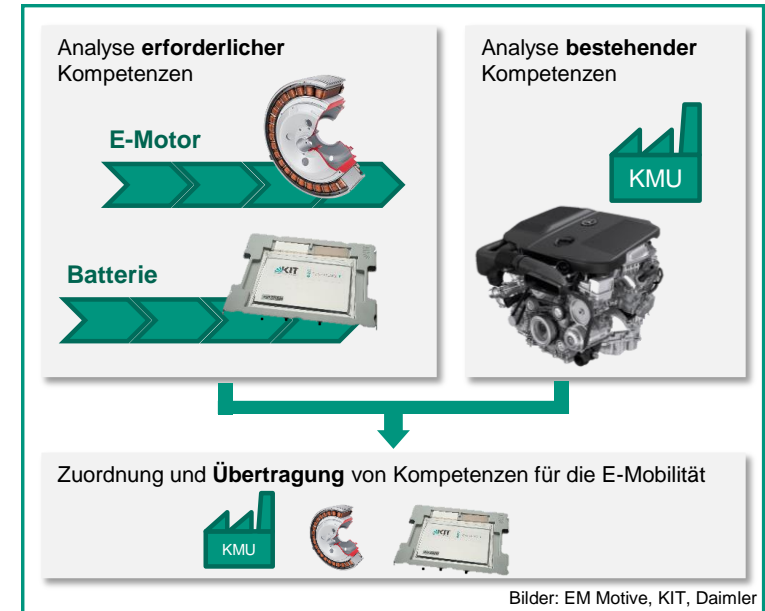 Analyse erforderlicher
Kompetenzen
E-Motor
Batterie
KIT
Analyse bestehender
Kompetenzen
KMU
Zuordnung und Übertragung von Kompetenzen für die E-Mobilität
KMU
KIT
Bilder: EM Motive, KIT, Daimler